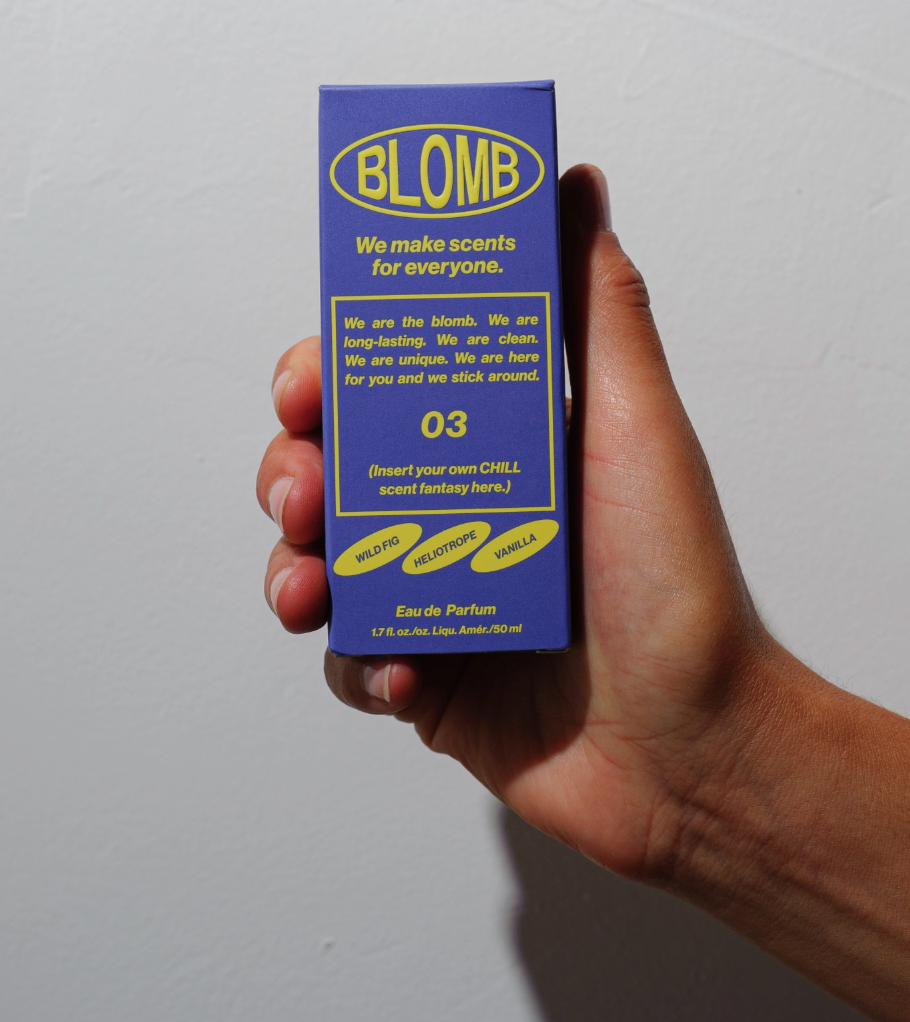 BLOMB
We make scents
for everyone.
We are the blomb. We are
long-lasting. We are clean.
We are unique. We are here
for you and we stick around.
03
(Insert your own CHILL
scent fantasy here.)
WILD FIG HELIOTROPE VANILLA
Eau de Parfum
1.7 fl. oz./oz. Liqu. Amér./50 ml